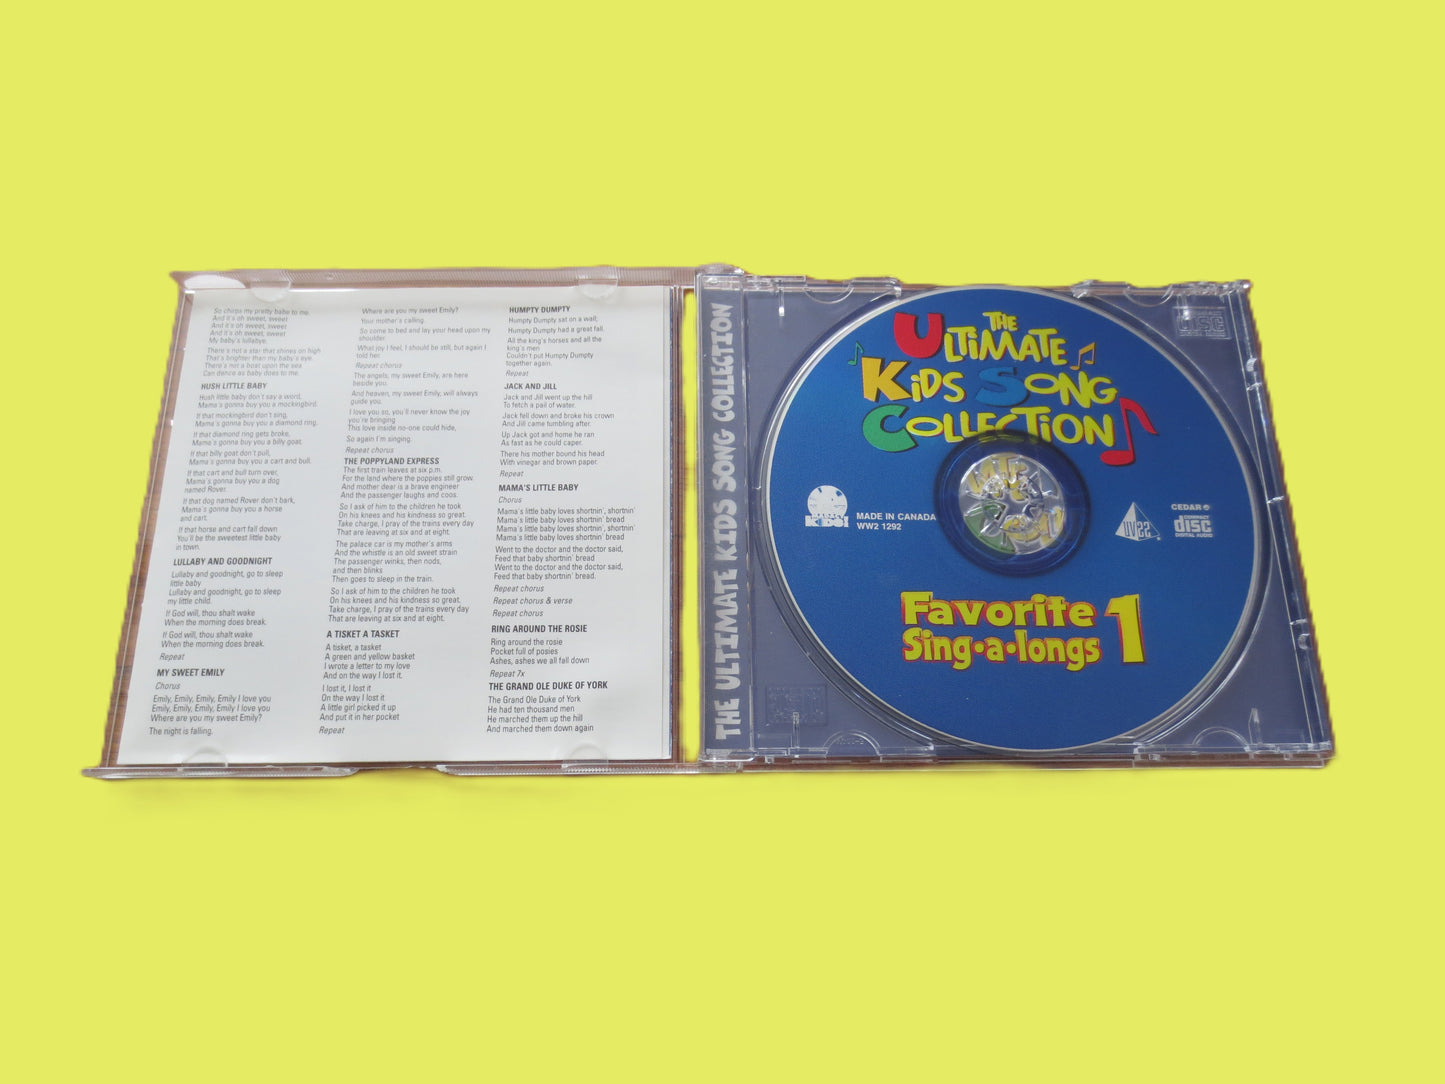 So chirps my pretty babe to me.
And it's oh sweet, sweet
And it's oh sweet, sweet
And it's oh sweet, sweet
My baby's lullabye.
There's not a star that shines on high
That's brighter than my baby's eye.
There's not a boat upon the sea
Can dance as baby does to me.
HUSH LITTLE BABY
Hush little baby don't say a word,
Mama's gonna buy you a mockingbird.
If that mockingbird don't sing,
Mama's gonna buy you a diamond ring.
If that diamond ring gets broke,
Mama's gonna buy you a billy goat.
If that billy goat don't pull,
Mama's gonna buy you a cart and bull.
If that cart and bull turn over,
Mama's gonna buy you a dog
named Rover.
If that dog named Rover don't bark,
Mama's gonna buy you a horse
and cart.
If that horse and cart fall down
You'll be the sweetest little baby
in town.
LULLABY AND GOODNIGHT
Lullaby and goodnight, go to sleep
little baby
Lullaby and goodnight, go to sleep
my little child.
If God will, thou shalt wake
When the morning does break.
If God will, thou shalt wake
When the morning does break.
Repeat
MY SWEET EMILY
Chorus
Emily, Emily, Emily, Emily I love you
Emily, Emily, Emily, Emily I love you
Where are you my sweet Emily?
The night is falling.
Where are you my sweet Emily?
Your mother's calling.
So come to bed and lay your head upon my
shoulder.
What joy I feel, I should be still, but again I
told her.
Repeat chorus
The angels, my sweet Emily, are here
beside you.
And heaven, my sweet Emily, will always
guide you.
I love you so, you'll never know the joy
you're bringing
This love inside no-one could hide,
So again I'm singing.
Repeat chorus
THE POPPYLAND EXPRESS
The first train leaves at six p.m.
For the land where the poppies still grow.
And mother dear is a brave engineer
And the passenger laughs and coos.
So I ask of him to the children he took
On his knees and his kindness so great.
Take charge, I pray of the trains every day
That are leaving at six and at eight.
The palace car is my mother's arms
And the whistle is an old sweet strain
The passenger winks, then nods,
and then blinks
Then goes to sleep in the train.
So I ask of him to the children he took
On his knees and his kindness so great.
Take charge, I pray of the trains every day
That are leaving at six and at eight.
A TISKET A TASKET
A tisket, a tasket
A green and yellow basket
I wrote a letter to my love
And on the way I lost it.
I lost it, I lost it
On the way I lost it
A little girl picked it up
And put it in her pocket
Repeat
HUMPTY DUMPTY
Humpty Dumpty sat on a wall;
Humpty Dumpty had a great fall.
All the king's horses and all the
king's men
Couldn't put Humpty Dumpty
together again.
Repeat
JACK AND JILL
Jack and Jill went up the hill
To fetch a pail of water.
Jack fell down and broke his crown
And Jill came tumbling after.
Up Jack got and home he ran
As fast as he could caper.
There his mother bound his head
With vinegar and brown paper.
Repeat
MAMA'S LITTLE BABY
Chorus
Mama's little baby loves shortnin', shortnin'
Mama's little baby loves shortnin' bread
Mama's little baby loves shortnin', shortnin'
Mama's little baby loves shortnin' bread
Went to the doctor and the doctor said,
Feed that baby shortnin' bread
Went to the doctor and the doctor said,
Feed that baby shortnin' bread.
Repeat chorus
Repeat chorus & verse
Repeat chorus
RING AROUND THE ROSIE
Ring around the rosie
Pocket full of posies
Ashes, ashes we all fall down
Repeat 7x
THE GRAND OLE DUKE OF YORK
The Grand Ole Duke of York
He had ten thousand men
He marched them up the hill
And marched them down again
THE ULTIMATE KIDS SONG COLLECTION
THE
ULTIMATE
KIDS SONG
COLLECTION
MADE IN CANADA
WW2 1292
CEDAR
COMPACT
disc
DIGITAL AUDIO
Favorite
Sing•a•longs 1